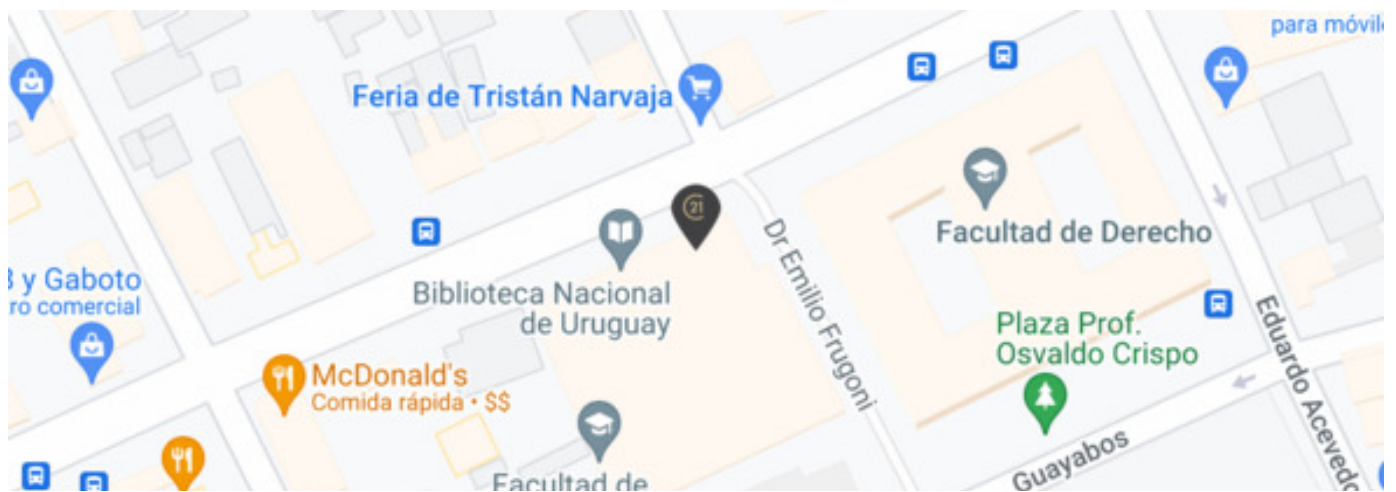 para móvil
Feria de Tristán Narvaja
21
Facultad de Derecho
Dr Emilio Frugoni
y Gaboto
ro comercial
Biblioteca Nacional
de Uruguay
Plaza Prof.
Osvaldo Crispo
Eduardo Acevedo
McDonald's
Comida rápida • $$
Guayabos
Facultad de